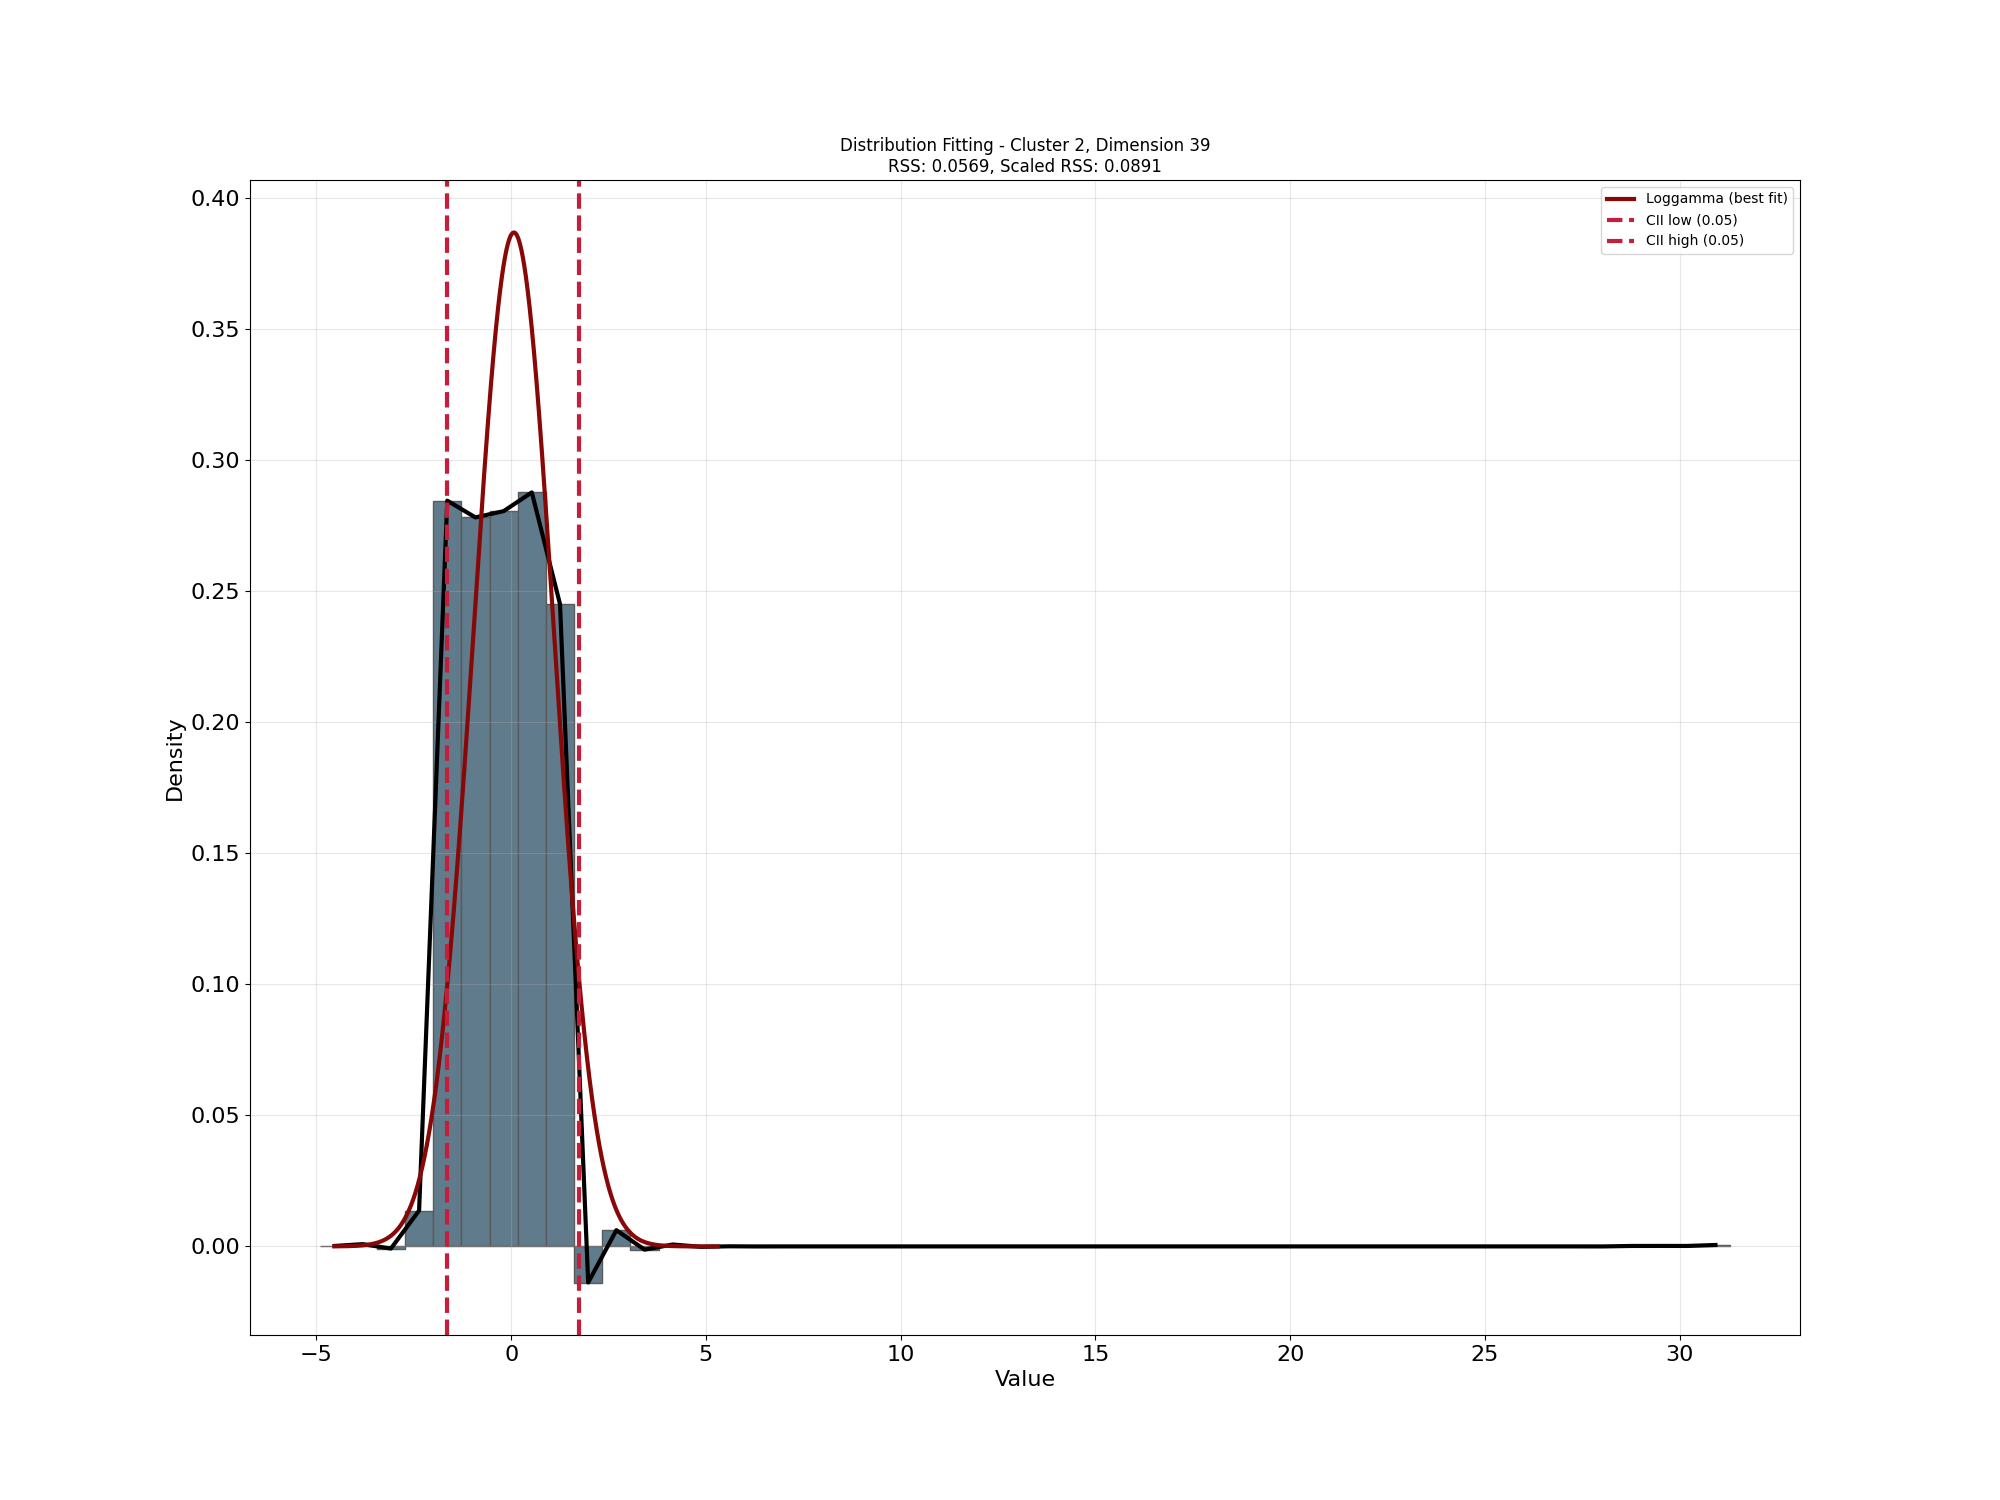 Distribution Fitting - Cluster 2, Dimension 39
RSS: 0.0569, Scaled RSS: 0.0891
Loggamma (best fit)
CII low (0.05)
CII high (0.05)
0.40
0.35
0.30
0.25
0.20
0.15
0.10
0.05
0.00
Density
−5
0
5
10
15
20
25
30
Value